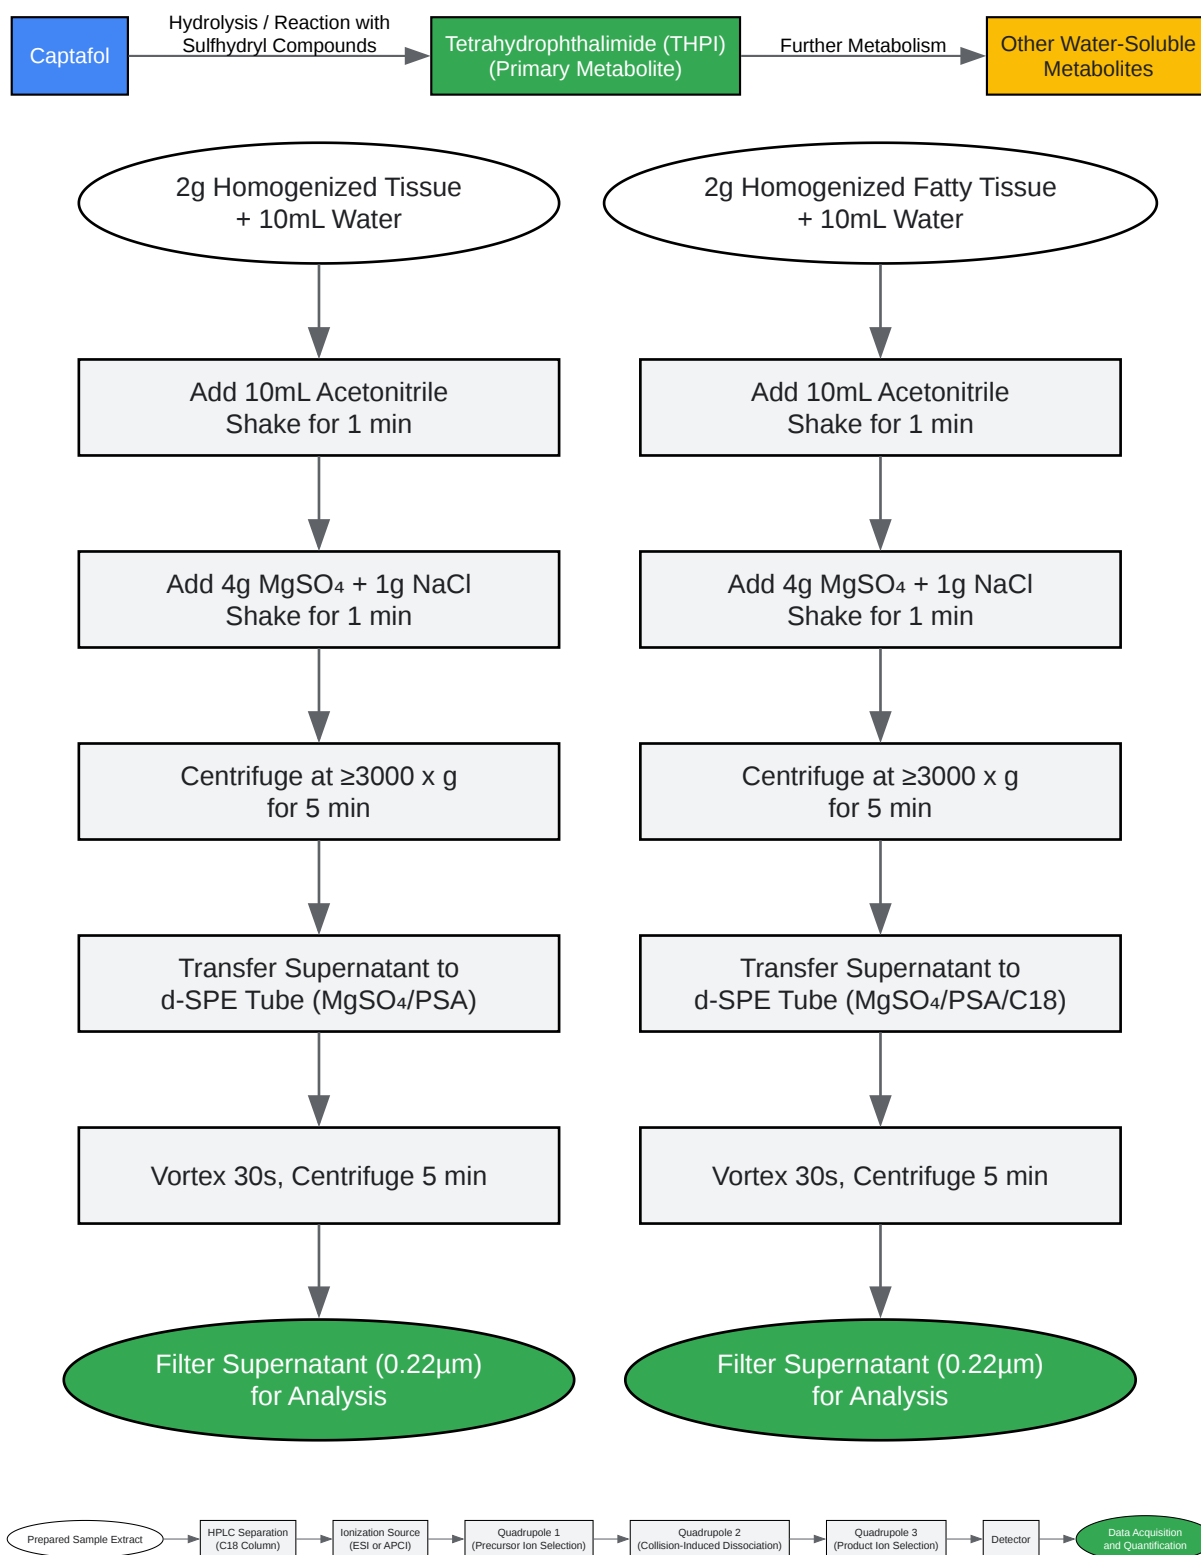 Captafol
Hydrolysis / Reaction with
Sulfhydryl Compounds
Tetrahydrophthalimide (THPI)
(Primary Metabolite)
Further Metabolism
Other Water-Soluble
Metabolites
2g Homogenized Tissue
+ 10mL Water
Add 10mL Acetonitrile
Shake for 1 min
Add 4g MgSO₄ + 1g NaCl
Shake for 1 min
Centrifuge at ≥3000 x g
for 5 min
Transfer Supernatant to
d-SPE Tube (MgSO₄/PSA)
Vortex 30s, Centrifuge 5 min
Filter Supernatant (0.22µm)
for Analysis
2g Homogenized Fatty Tissue
+ 10mL Water
Add 10mL Acetonitrile
Shake for 1 min
Add 4g MgSO₄ + 1g NaCl
Shake for 1 min
Centrifuge at ≥3000 x g
for 5 min
Transfer Supernatant to
d-SPE Tube (MgSO₄/PSA/C18)
Vortex 30s, Centrifuge 5 min
Filter Supernatant (0.22µm)
for Analysis
Prepared Sample Extract
HPLC Separation
(C18 Column)
Ionization Source
(ESI or APCI)
Quadrupole 1
(Precursor Ion Selection)
Quadrupole 2
(Collision-Induced Dissociation)
Quadrupole 3
(Product Ion Selection)
Detector
Data Acquisition
and Quantification